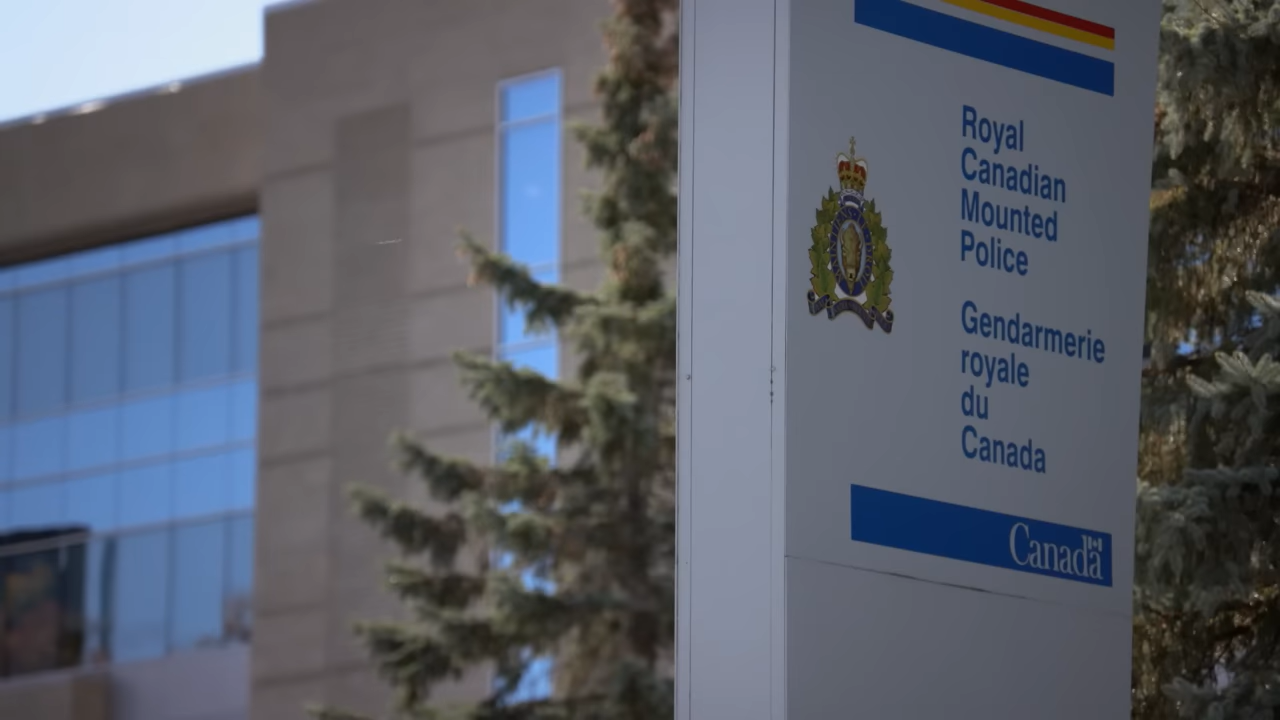 Royal
Canadian
Mounted
Police
Gendarmerie
royale
du
Canada
Canada